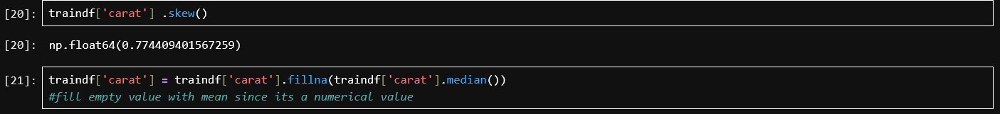 [20]: traindf['carat'] .skew()
[20]: np.float64(0.774409401567259)
[21]: traindf['carat'] = traindf['carat'].fillna(traindf['carat'].median())
#fill empty value with mean since its a numerical value